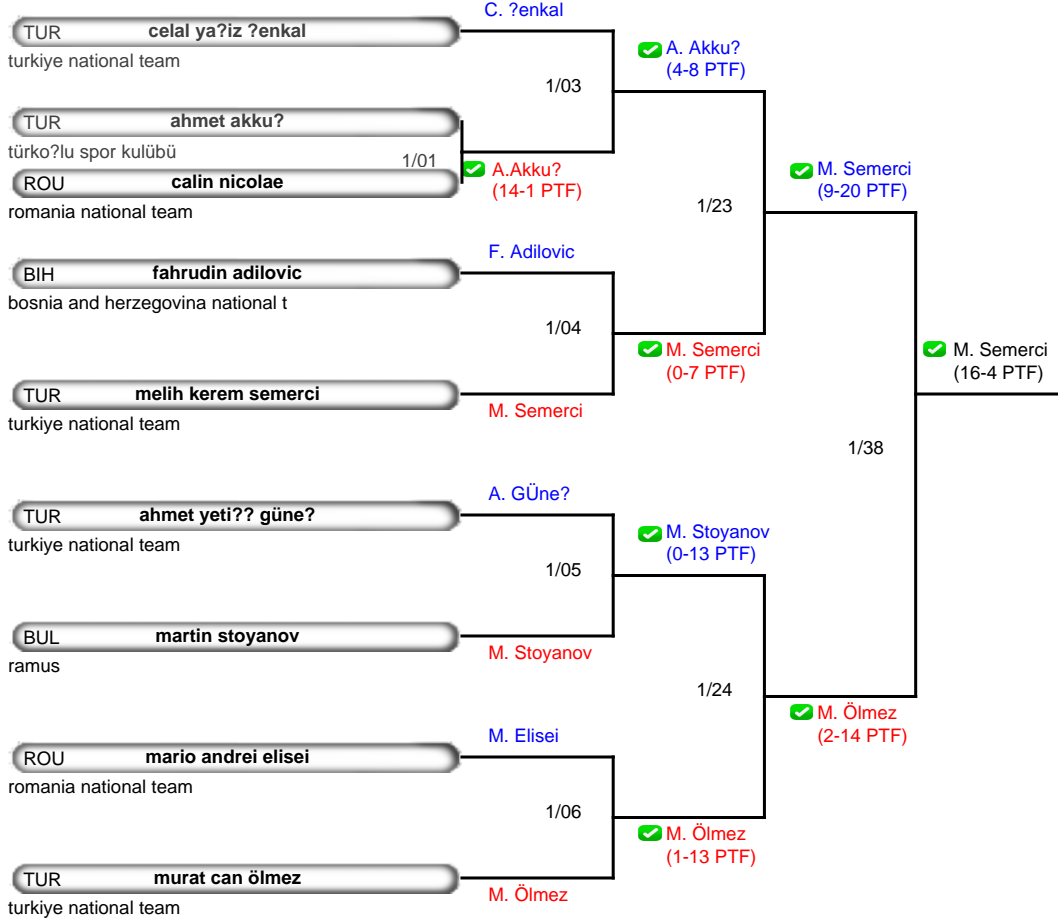 C. ?enkal
TUR celal ya?iz ?enkal
turkiye national team
A. Akku?
(4-8 PTF)
1/03
TUR ahmet akku?
türko?lu spor kulübü
1/01
A.Akku?
(14-1 PTF)
ROU calin nicolae
romania national team
M. Semerci
(9-20 PTF)
1/23
F. Adilovic
BIH fahrudin adilovic
bosnia and herzegovina national t
1/04
M. Semerci
(0-7 PTF)
M. Semerci
(16-4 PTF)
TUR melih kerem semerci
M. Semerci
turkiye national team
1/38
A. GÜne?
TUR ahmet yeti?? güne?
turkiye national team
M. Stoyanov
(0-13 PTF)
1/05
BUL martin stoyanov
M. Stoyanov
ramus
1/24
M. Ölmez
(2-14 PTF)
M. Elisei
ROU mario andrei elisei
romania national team
1/06
M. Ölmez
(1-13 PTF)
TUR murat can ölmez
M. Ölmez
turkiye national team